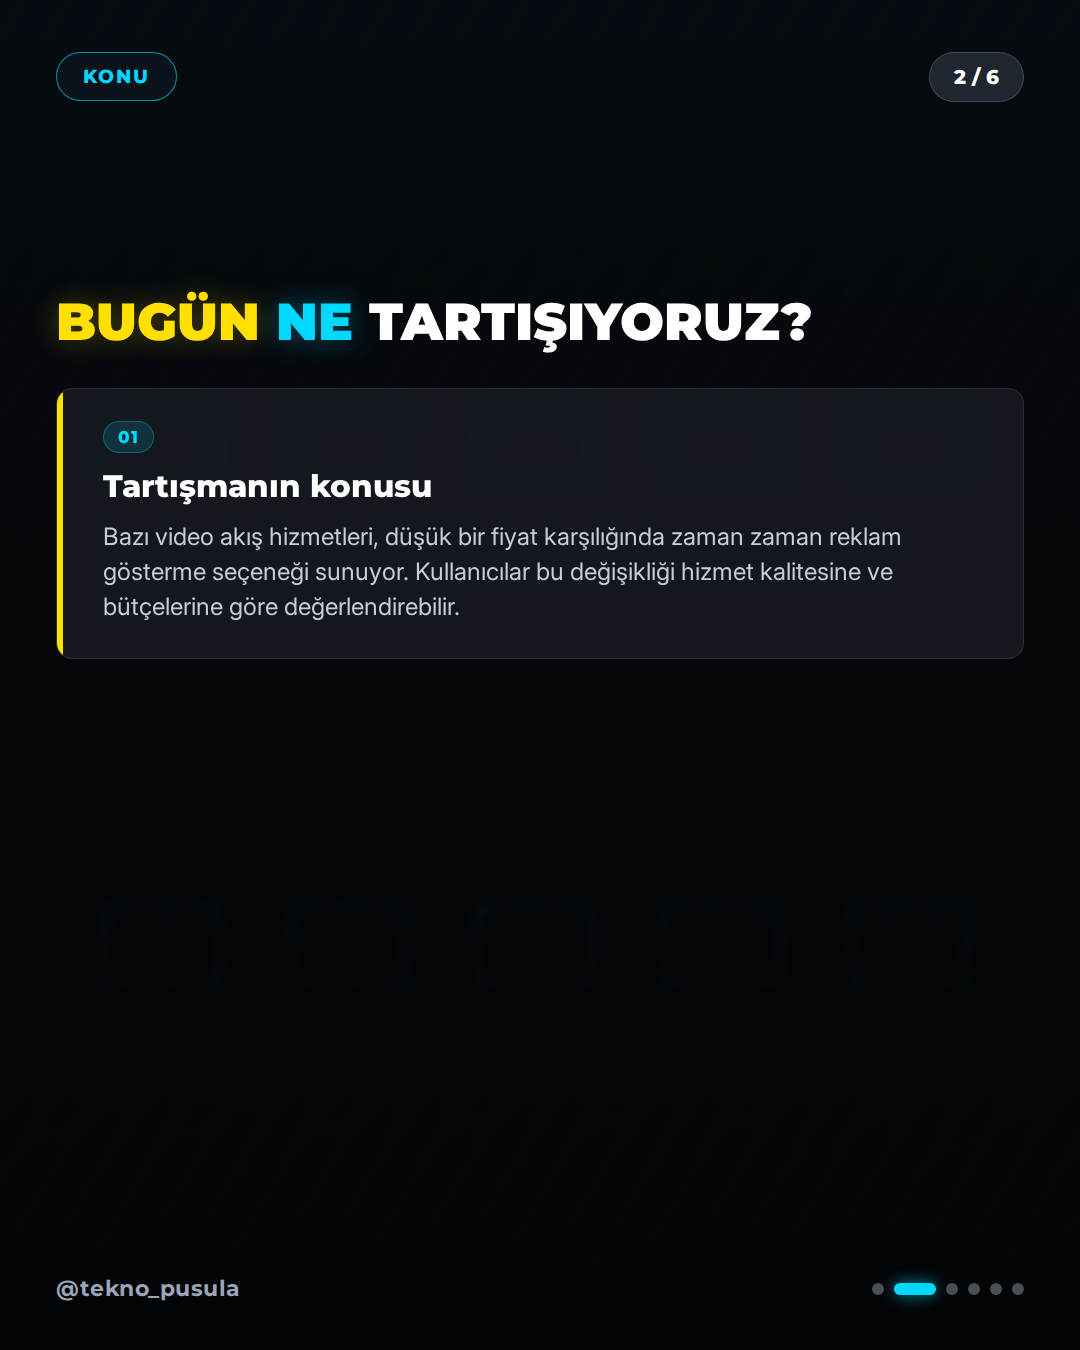 KONU
2 / 6
BUGÜN NE TARTIŞIYORUZ?
01
Tartışmanın konusu
Bazı video akış hizmetleri, düşük bir fiyat karşılığında zaman zaman reklam
gösterme seçeneği sunuyor. Kullanıcılar bu değişikliği hizmet kalitesine ve
bütçelerine göre değerlendirebilir.
@tekno_pusula